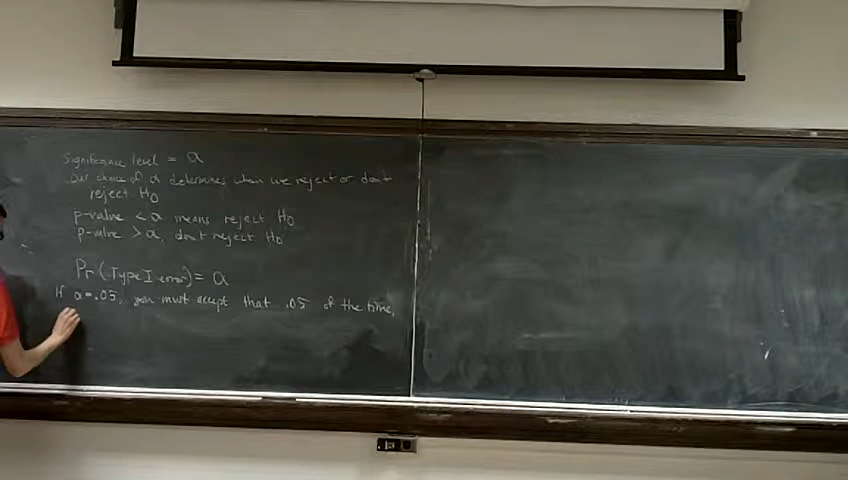 Significance level = α
Our choice of α determines when we reject or don't
reject H0
p-value < α means reject H0
p-value > α, don't reject H0
Pr(Type I error) = α
If α = .05, you must accept that .05 of the time,